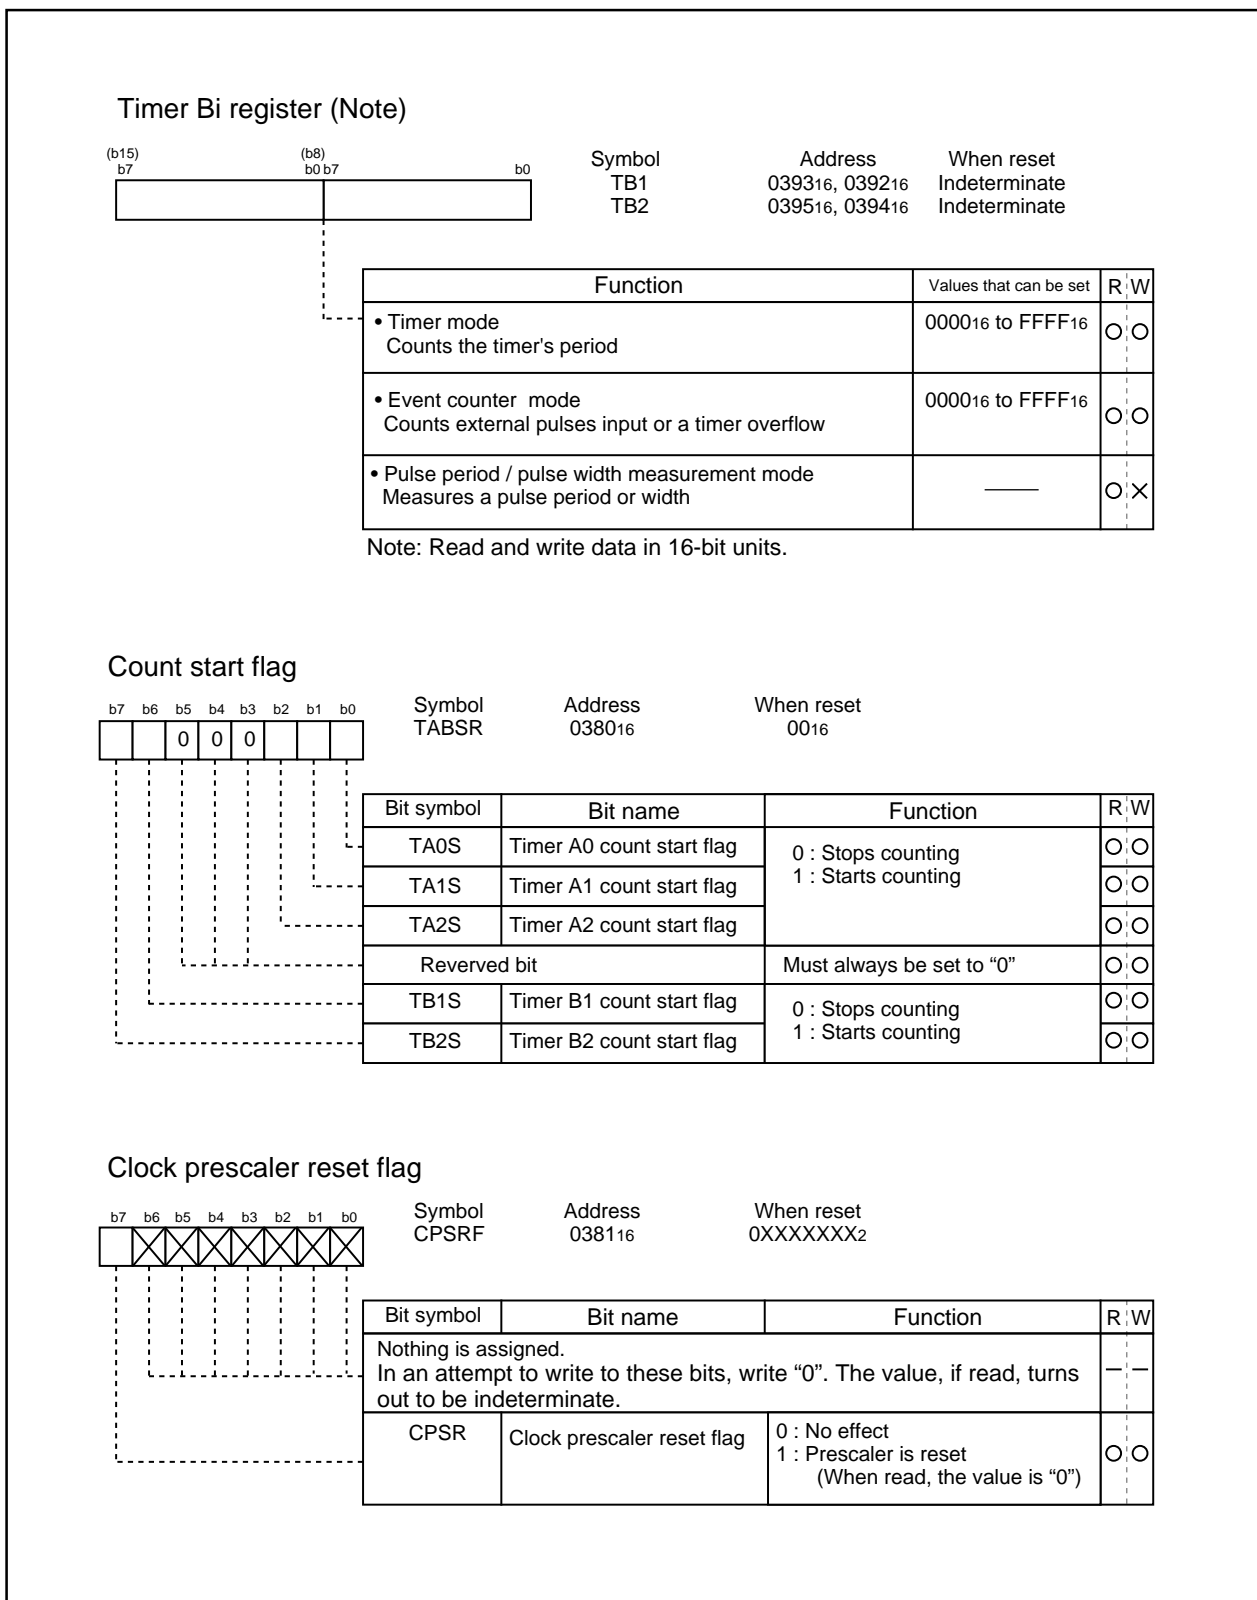 Timer Bi register (Note)
(b15) (b8)
b7 b0 b7 b0
Symbol Address When reset
TB1 039316, 039216 Indeterminate
TB2 039516, 039416 Indeterminate
Function Values that can be set R W
• Timer mode 000016 to FFFF16
Counts the timer's period
• Event counter mode 000016 to FFFF16
Counts external pulses input or a timer overflow
• Pulse period / pulse width measurement mode
Measures a pulse period or width
Note: Read and write data in 16-bit units.
Count start flag
Symbol Address When reset
b7 b6 b5 b4 b3 b2 b1 b0
TABSR 038016 0016
0 0 0
Bit symbol Bit name Function R W
TA0S Timer A0 count start flag
0 : Stops counting
1 : Starts counting
TA1S Timer A1 count start flag
TA2S Timer A2 count start flag
Reverved bit Must always be set to “0”
TB1S Timer B1 count start flag
0 : Stops counting
1 : Starts counting
TB2S Timer B2 count start flag
Clock prescaler reset flag
Symbol Address When reset
b7 b6 b5 b4 b3 b2 b1 b0
CPSRF 038116 0XXXXXXX2
Bit symbol Bit name Function R W
Nothing is assigned.
In an attempt to write to these bits, write “0”. The value, if read, turns
out to be indeterminate.
CPSR Clock prescaler reset flag
0 : No effect
1 : Prescaler is reset
(When read, the value is “0”)